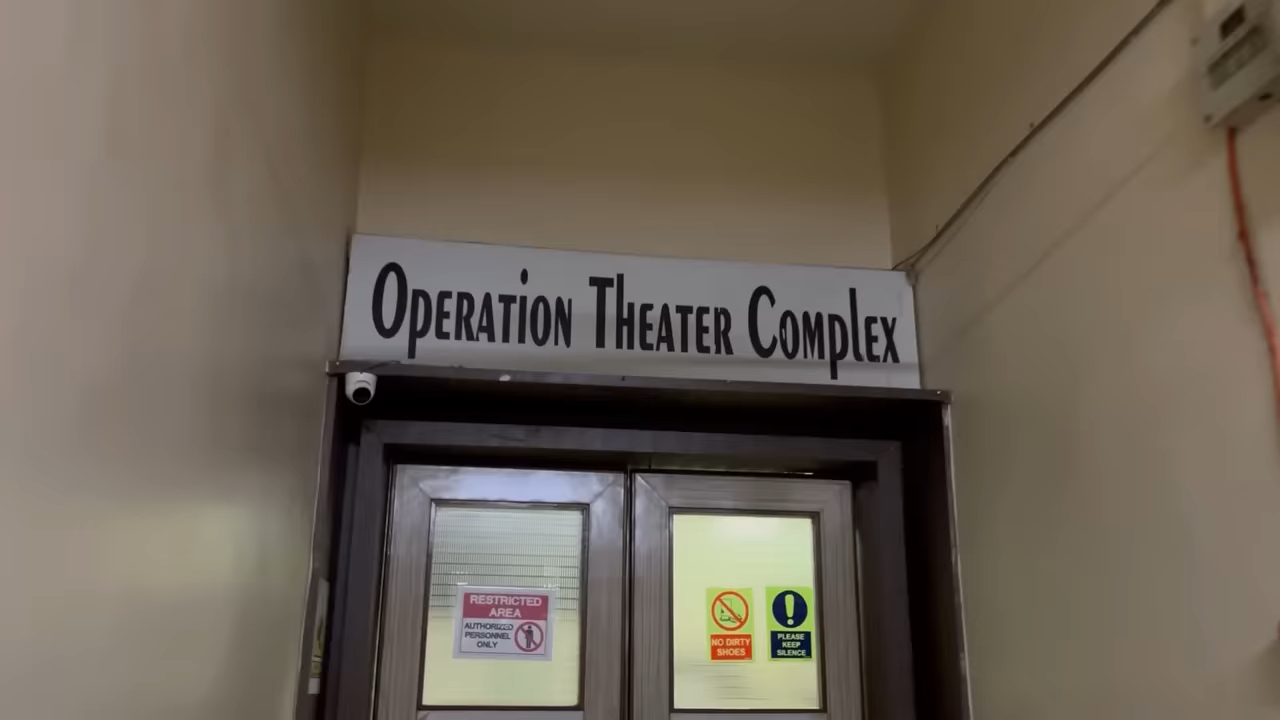 Operation Theater Complex
RESTRICTED
AREA
AUTHORIZED
PERSONNEL
ONLY
NO DIRTY
SHOES
PLEASE
KEEP
SILENCE